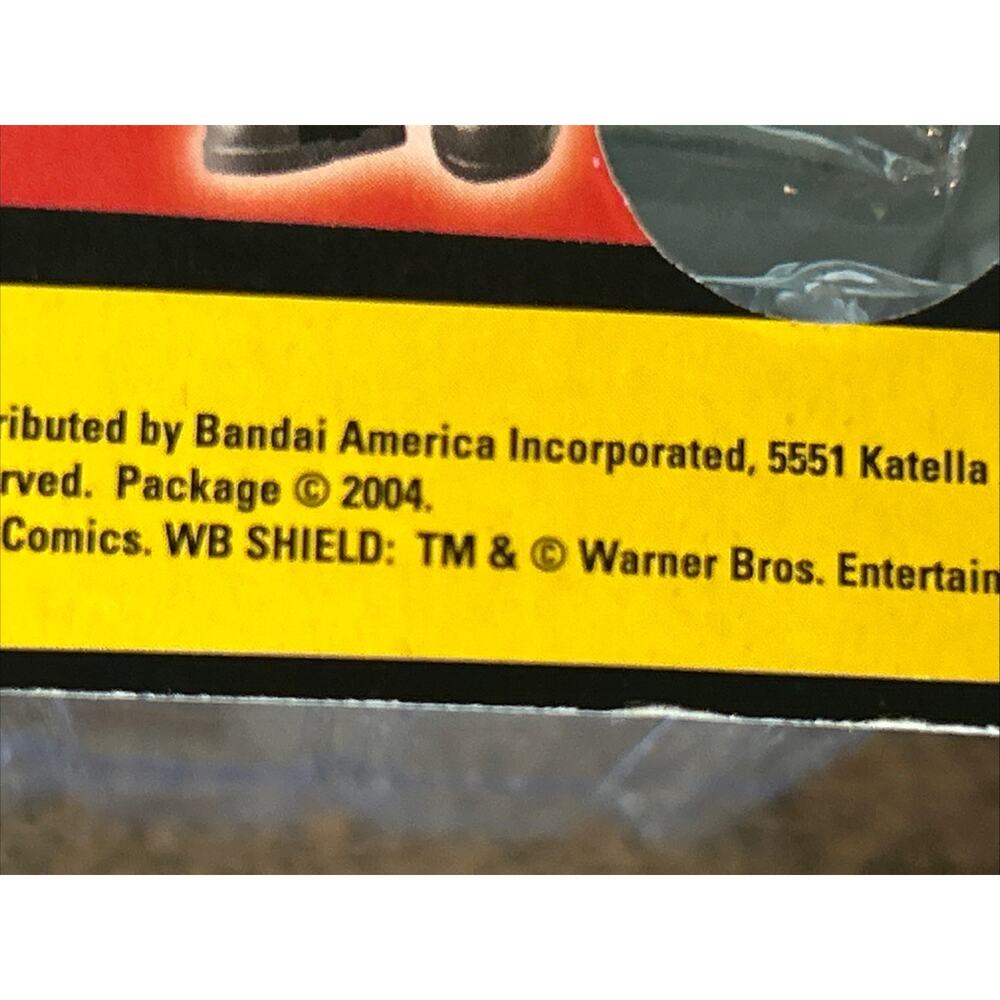 ributed by Bandai America Incorporated, 5551 Katella
rved. Package © 2004.
Comics. WB SHIELD: TM & © Warner Bros. Entertain